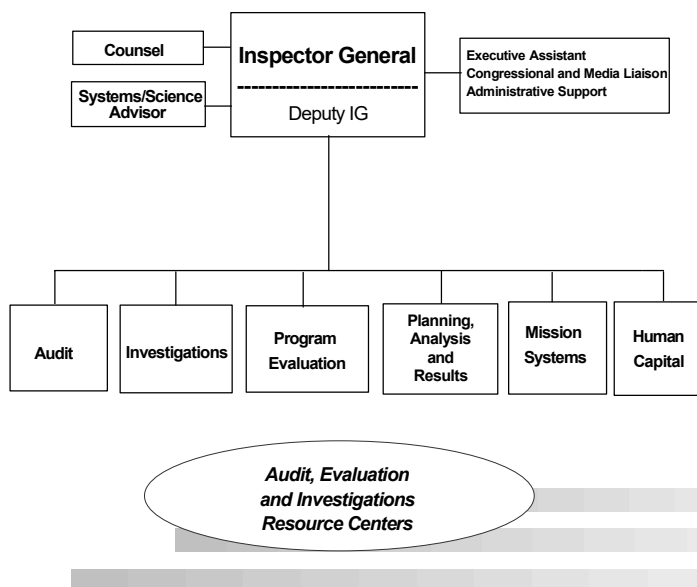 Counsel
Inspector General
Deputy IG
Executive Assistant
Congressional and Media Liaison
Administrative Support
Systems/Science
Advisor
Audit
Investigations
Program
Evaluation
Planning,
Analysis
and
Results
Mission
Systems
Human
Capital
Audit, Evaluation
and Investigations
Resource Centers